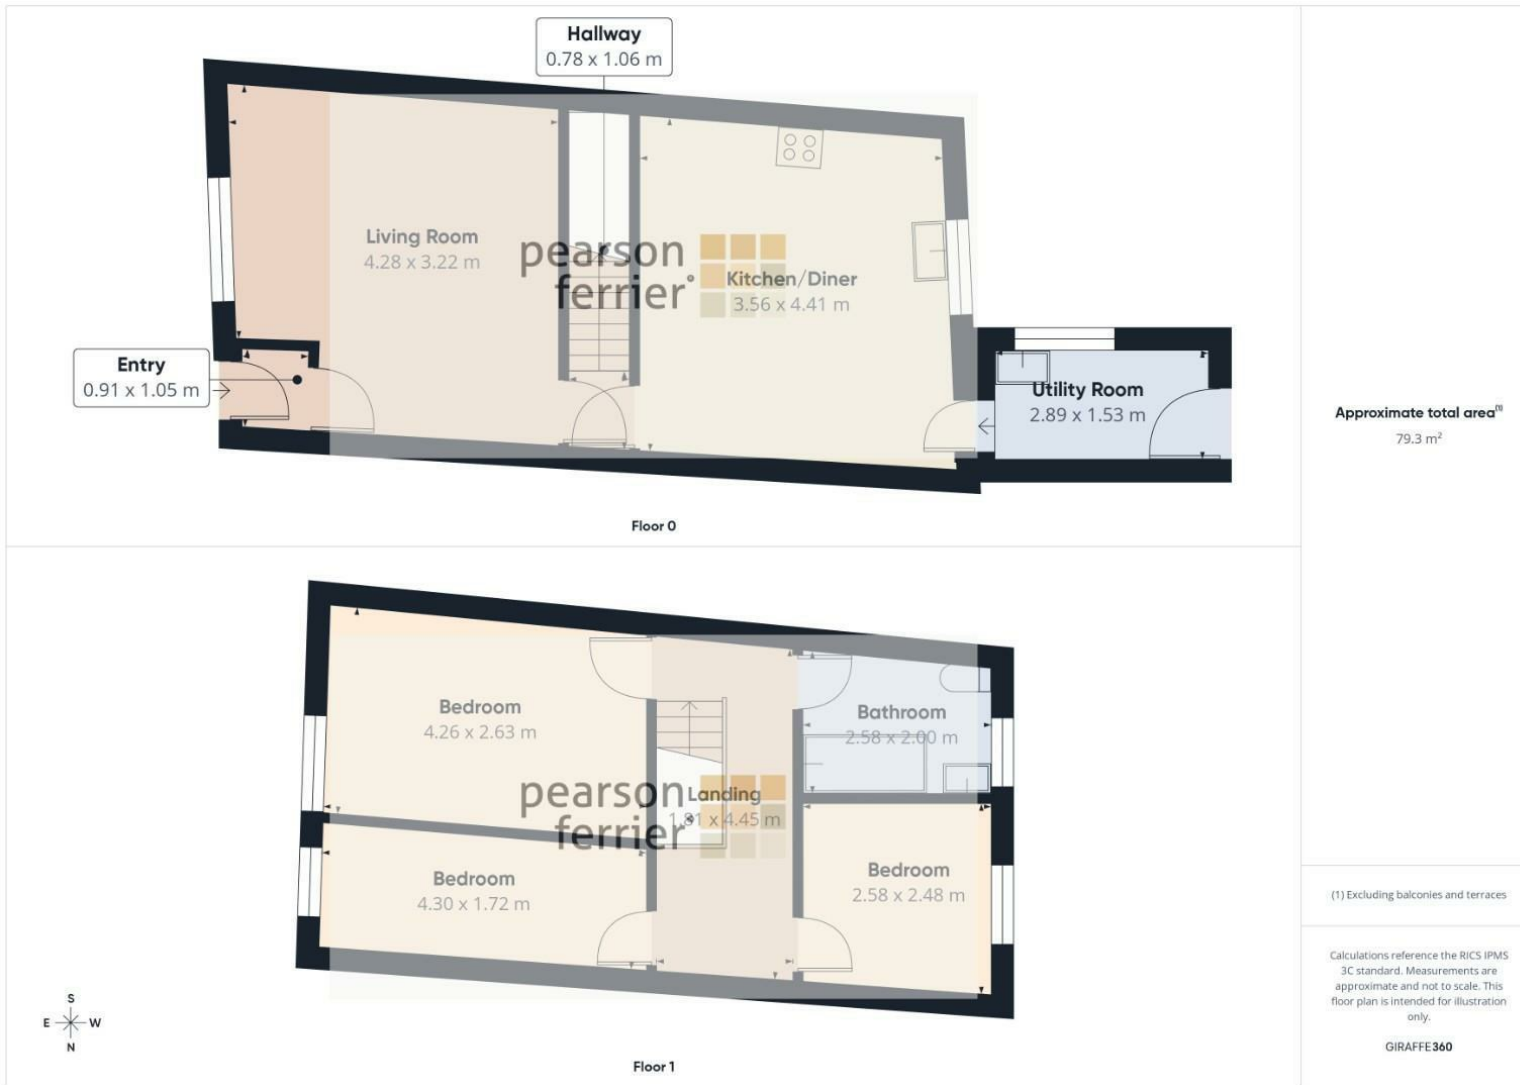 Hallway
0.78 x 1.06 m
Living Room
4.28 x 3.22 m
pearson
ferrier
Kitchen/Diner
3.56 x 4.41 m
Entry
0.91 x 1.05 m
Utility Room
2.89 x 1.53 m
Floor 0
Approximate total area(1)
79.3 m²
Bedroom
4.26 x 2.63 m
Bathroom
2.58 x 2.00 m
pearson
ferrier
Landing
1.81 x 4.45 m
Bedroom
4.30 x 1.72 m
Bedroom
2.58 x 2.48 m
S
E W
N
Floor 1
(1) Excluding balconies and terraces
Calculations reference the RICS IPMS
3C standard. Measurements are
approximate and not to scale. This
floor plan is intended for illustration
only.
GIRAFFE360